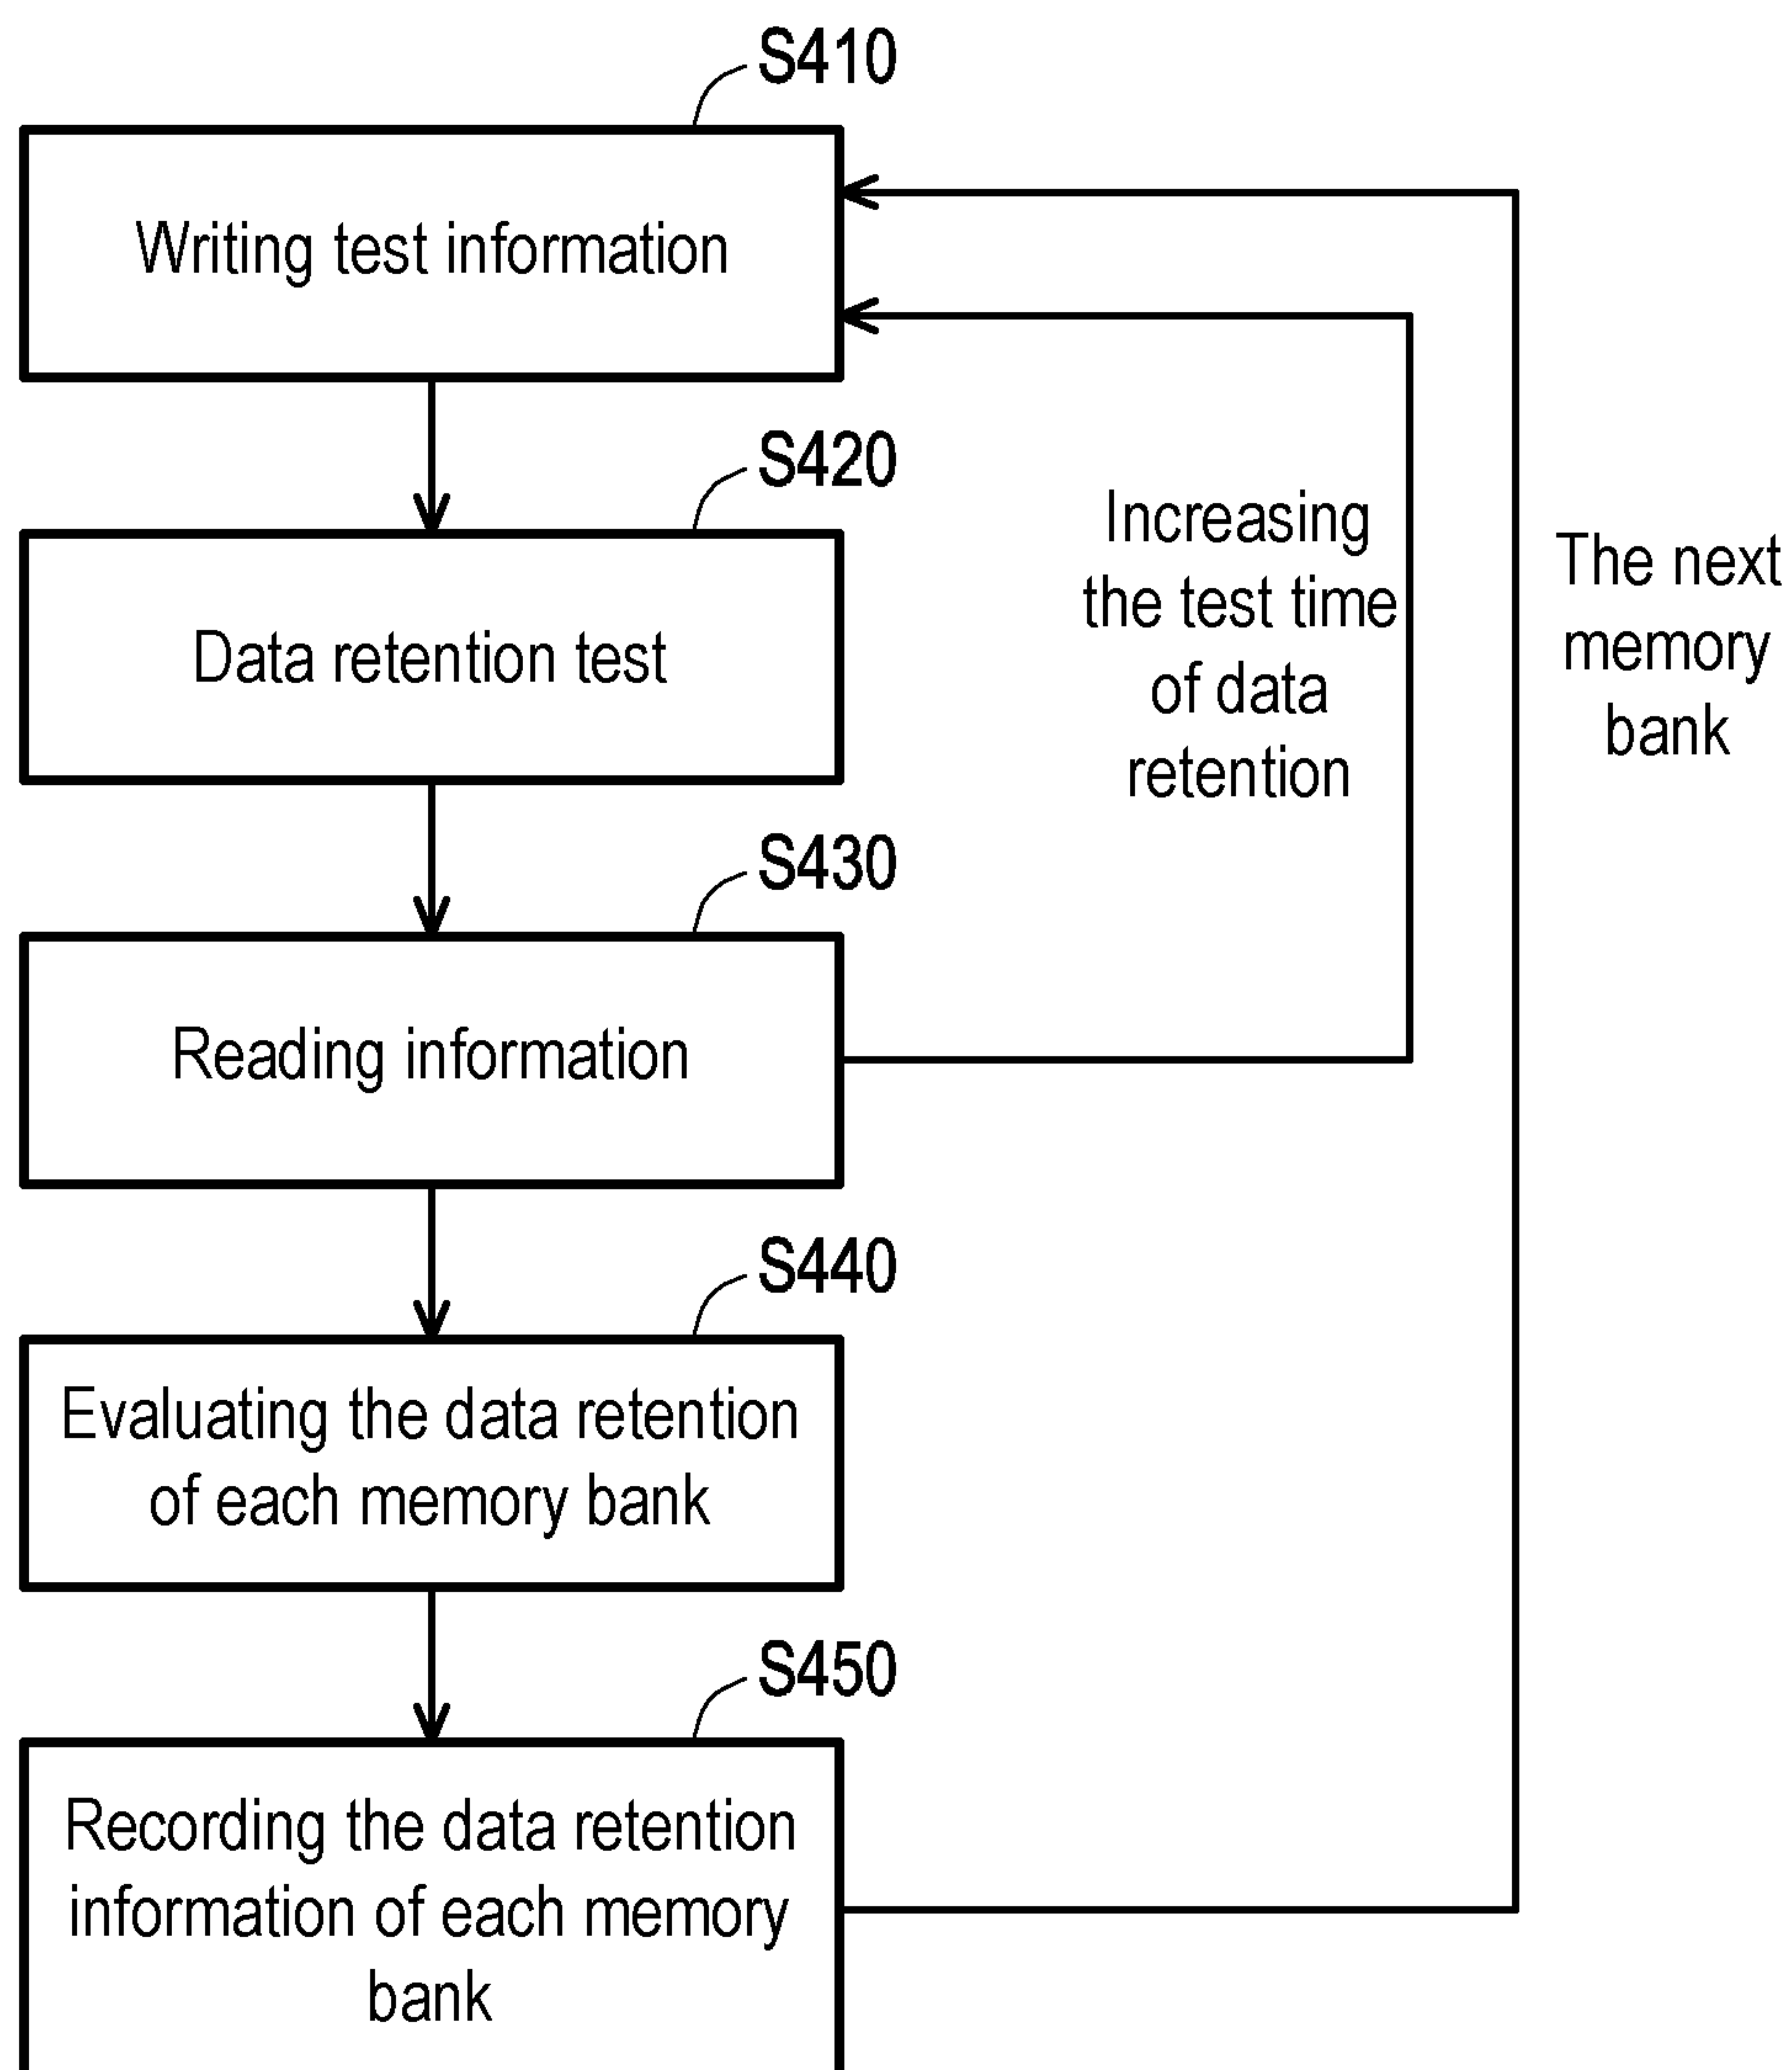 S410
Writing test information
S420
Data retention test
Increasing
the test time
of data
retention
The next
memory
bank
S430
Reading information
S440
Evaluating the data retention
of each memory bank
S450
Recording the data retention
information of each memory
bank